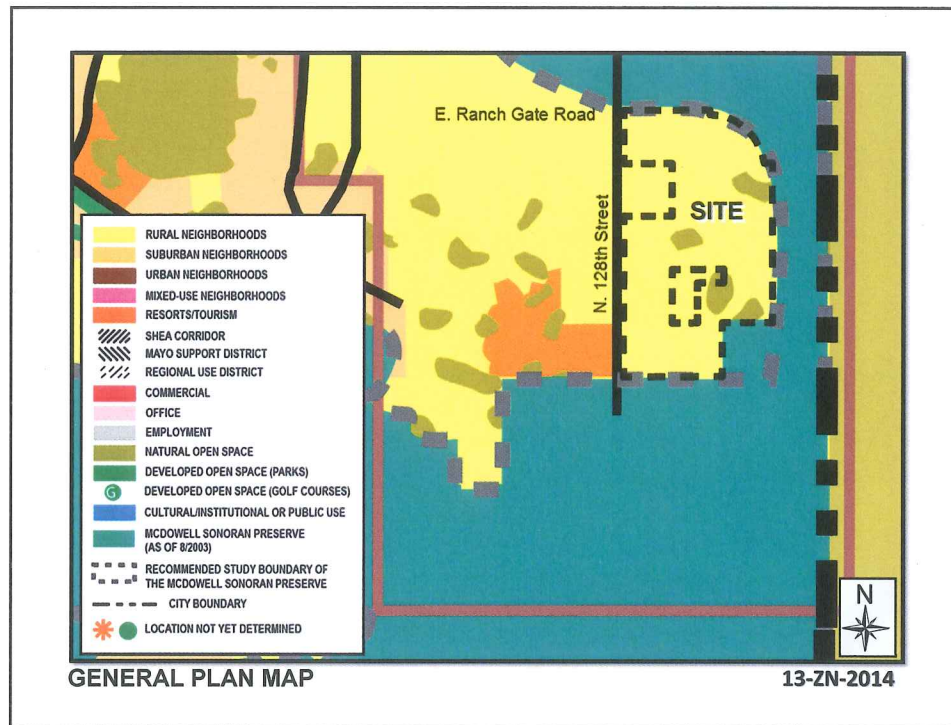 E. Ranch Gate Road
N. 128th Street
SITE
RURAL NEIGHBORHOODS
SUBURBAN NEIGHBORHOODS
URBAN NEIGHBORHOODS
MIXED-USE NEIGHBORHOODS
RESORTS/TOURISM
SHEA CORRIDOR
MAYO SUPPORT DISTRICT
REGIONAL USE DISTRICT
COMMERCIAL
OFFICE
EMPLOYMENT
NATURAL OPEN SPACE
DEVELOPED OPEN SPACE (PARKS)
G DEVELOPED OPEN SPACE (GOLF COURSES)
CULTURAL/INSTITUTIONAL OR PUBLIC USE
MCDOWELL SONORAN PRESERVE
(AS OF 8/2003)
RECOMMENDED STUDY BOUNDARY OF
THE MCDOWELL SONORAN PRESERVE
CITY BOUNDARY
LOCATION NOT YET DETERMINED
N
GENERAL PLAN MAP
13-ZN-2014